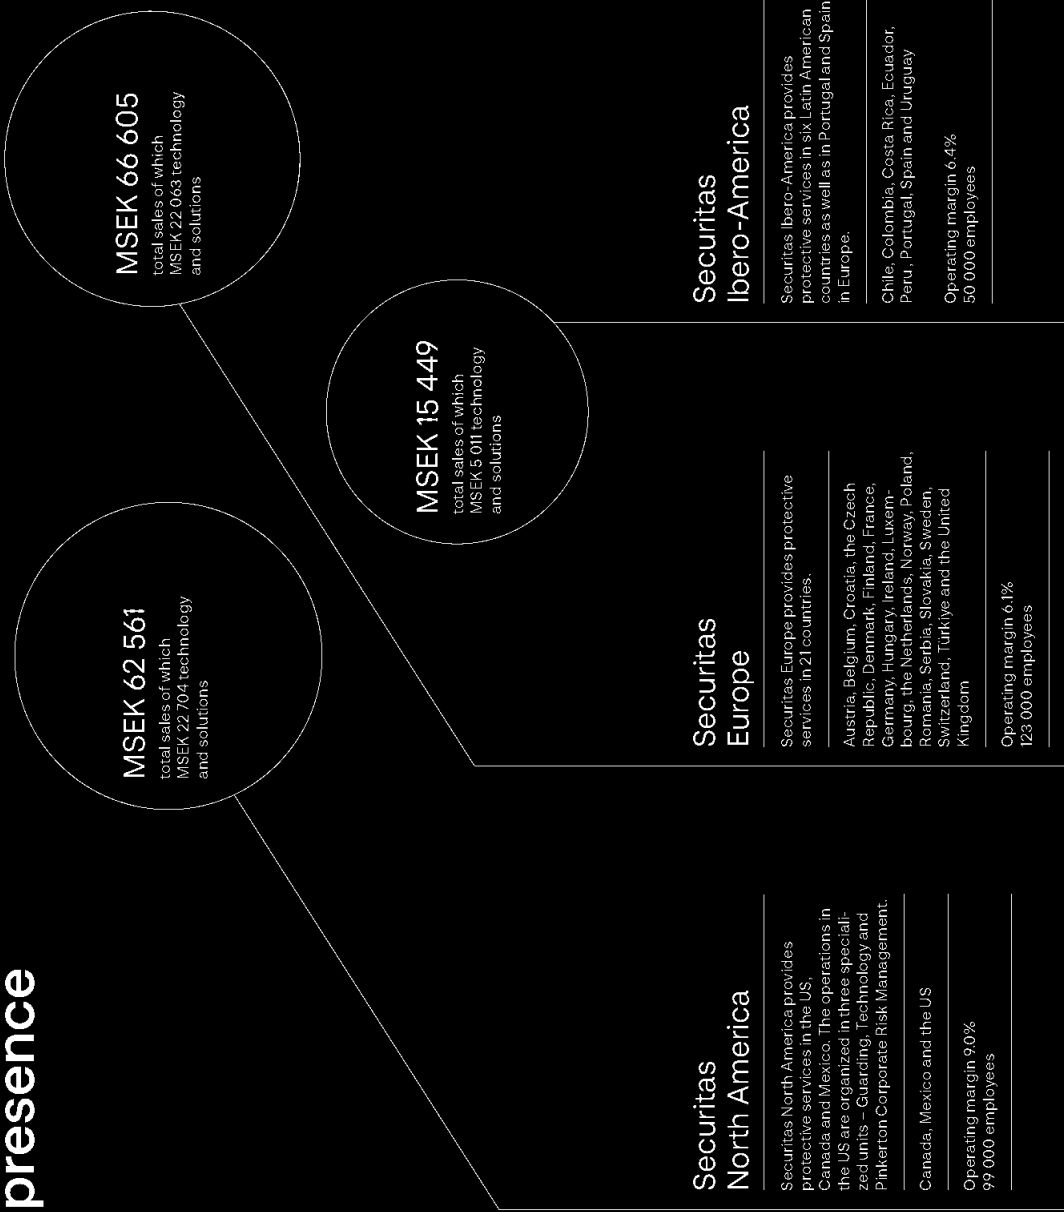 presence
MSEK 62 561
total sales of which
MSEK 22 704 technology
and solutions
MSEK 66 605
total sales of which
MSEK 22 063 technology
and solutions
MSEK 15 449
total sales of which
MSEK 5 011 technology
and solutions
Securitas
North America
Securitas North America provides
protective services in the US,
Canada and Mexico. The operations in
the US are organized in three speciali-
zed units – Guarding, Technology and
Pinkerton Corporate Risk Management.
Canada, Mexico and the US
Operating margin 9.0%
99 000 employees
Securitas
Europe
Securitas Europe provides protective
services in 21 countries.
Austria, Belgium, Croatia, the Czech
Republic, Denmark, Finland, France,
Germany, Hungary, Ireland, Luxem-
bourg, the Netherlands, Norway, Poland,
Romania, Serbia, Slovakia, Sweden,
Switzerland, Türkiye and the United
Kingdom
Operating margin 6.1%
123 000 employees
Securitas
Ibero-America
Securitas Ibero-America provides
protective services in six Latin American
countries as well as in Portugal and Spain
in Europe.
Chile, Colombia, Costa Rica, Ecuador,
Peru, Portugal, Spain and Uruguay
Operating margin 6.4%
50 000 employees